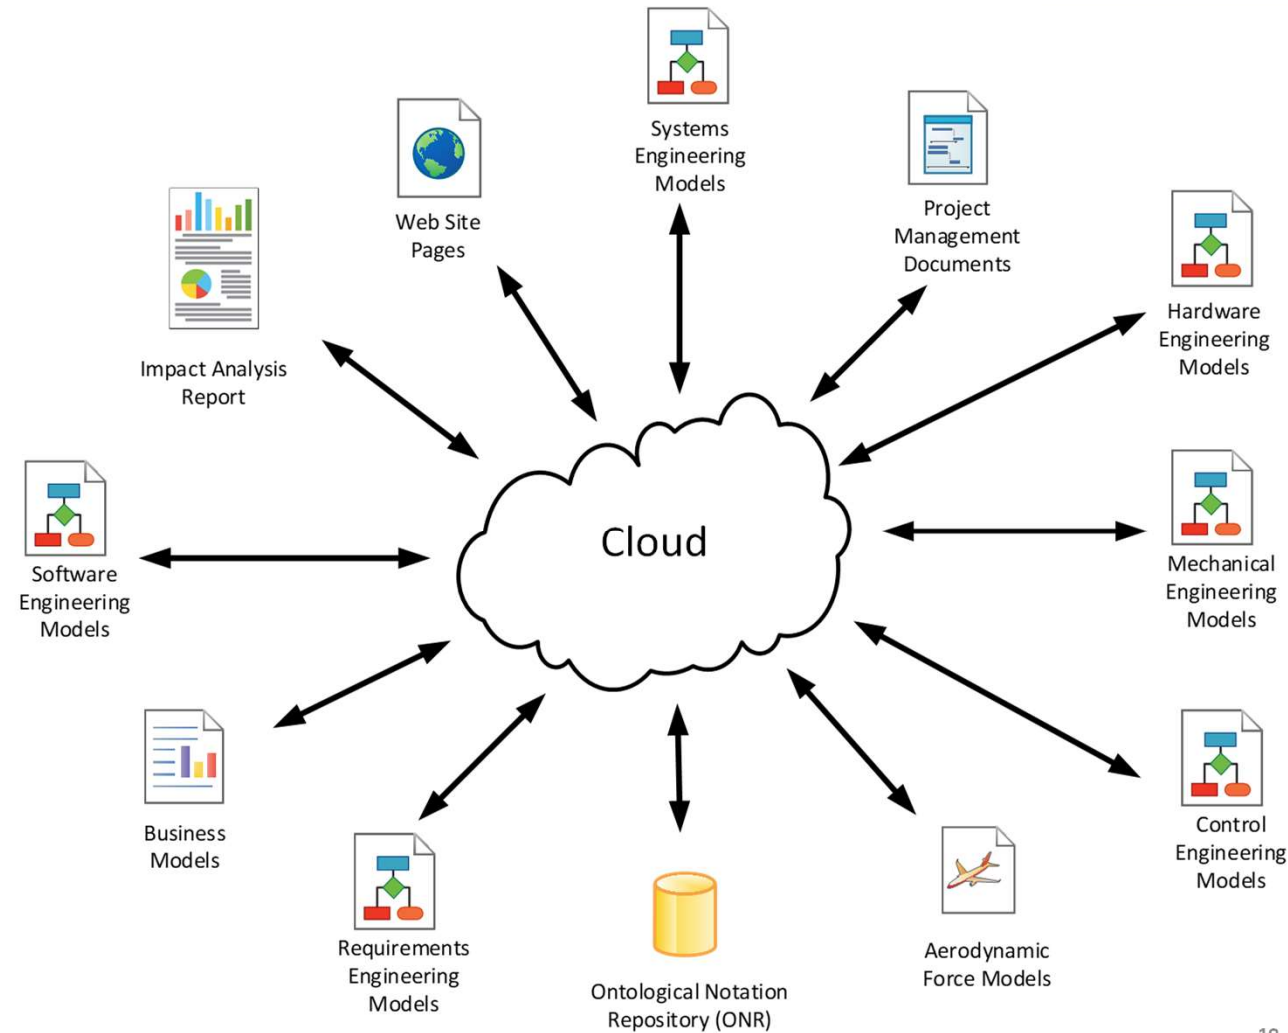 Systems
Engineering
Models
Web Site
Pages
Project
Management
Documents
Impact Analysis
Report
Hardware
Engineering
Models
Cloud
Software
Engineering
Models
Mechanical
Engineering
Models
Business
Models
Control
Engineering
Models
Requirements
Engineering
Models
Aerodynamic
Force Models
Ontological Notation
Repository (ONR)